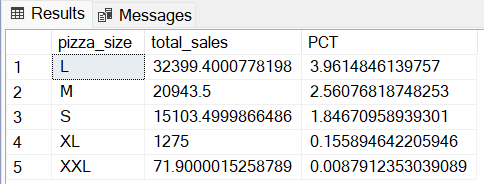 Results Messages
pizza_size total_sales PCT
1 L 32399.4000778198 3.9614846139757
2 M 20943.5 2.56076818748253
3 S 15103.4999866486 1.84670958939301
4 XL 1275 0.155894642205946
5 XXL 71.9000015258789 0.0087912353039089